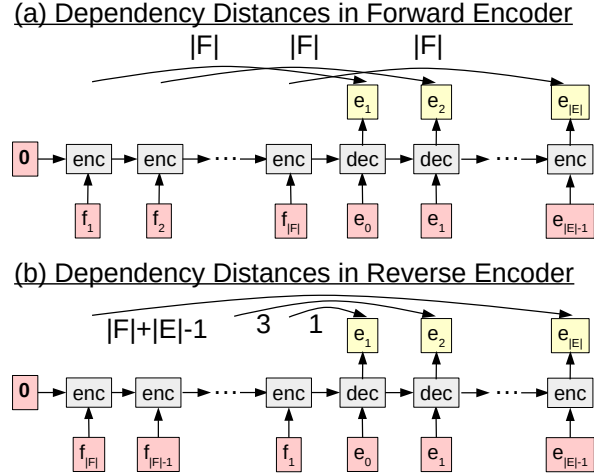 (a) Dependency Distances in Forward Encoder
|F| |F| |F|
e₁ e₂ e|E|
0 enc enc ... enc dec dec ... enc
f₁ f₂ f|F| e₀ e₁ e|E|-1
(b) Dependency Distances in Reverse Encoder
|F|+|E|-1 3 1
e₁ e₂ e|E|
0 enc enc ... enc dec dec ... enc
f|F| f|F|-1 f₁ e₀ e₁ e|E|-1